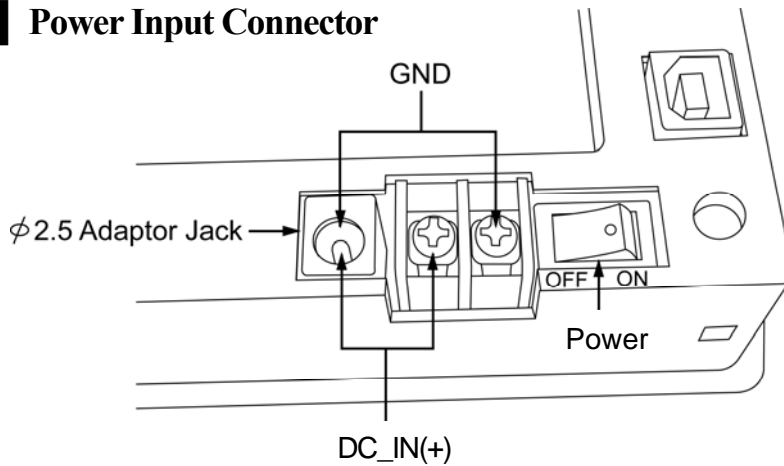 Power Input Connector
GND
ϕ2.5 Adaptor Jack
OFF ON
Power
DC_IN(+)